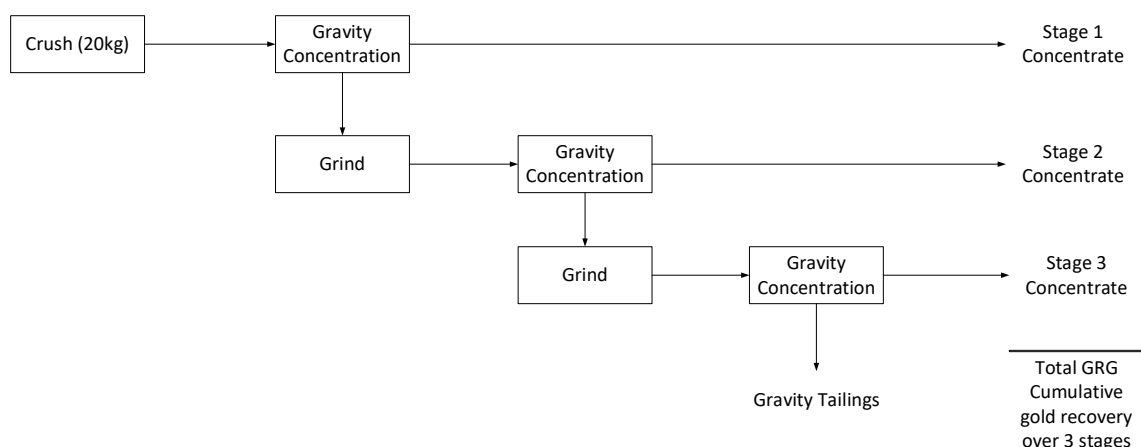 Crush (20kg)
Gravity
Concentration
Stage 1
Concentrate
Grind
Gravity
Concentration
Stage 2
Concentrate
Grind
Gravity
Concentration
Stage 3
Concentrate
Gravity Tailings
Total GRG
Cumulative
gold recovery
over 3 stages